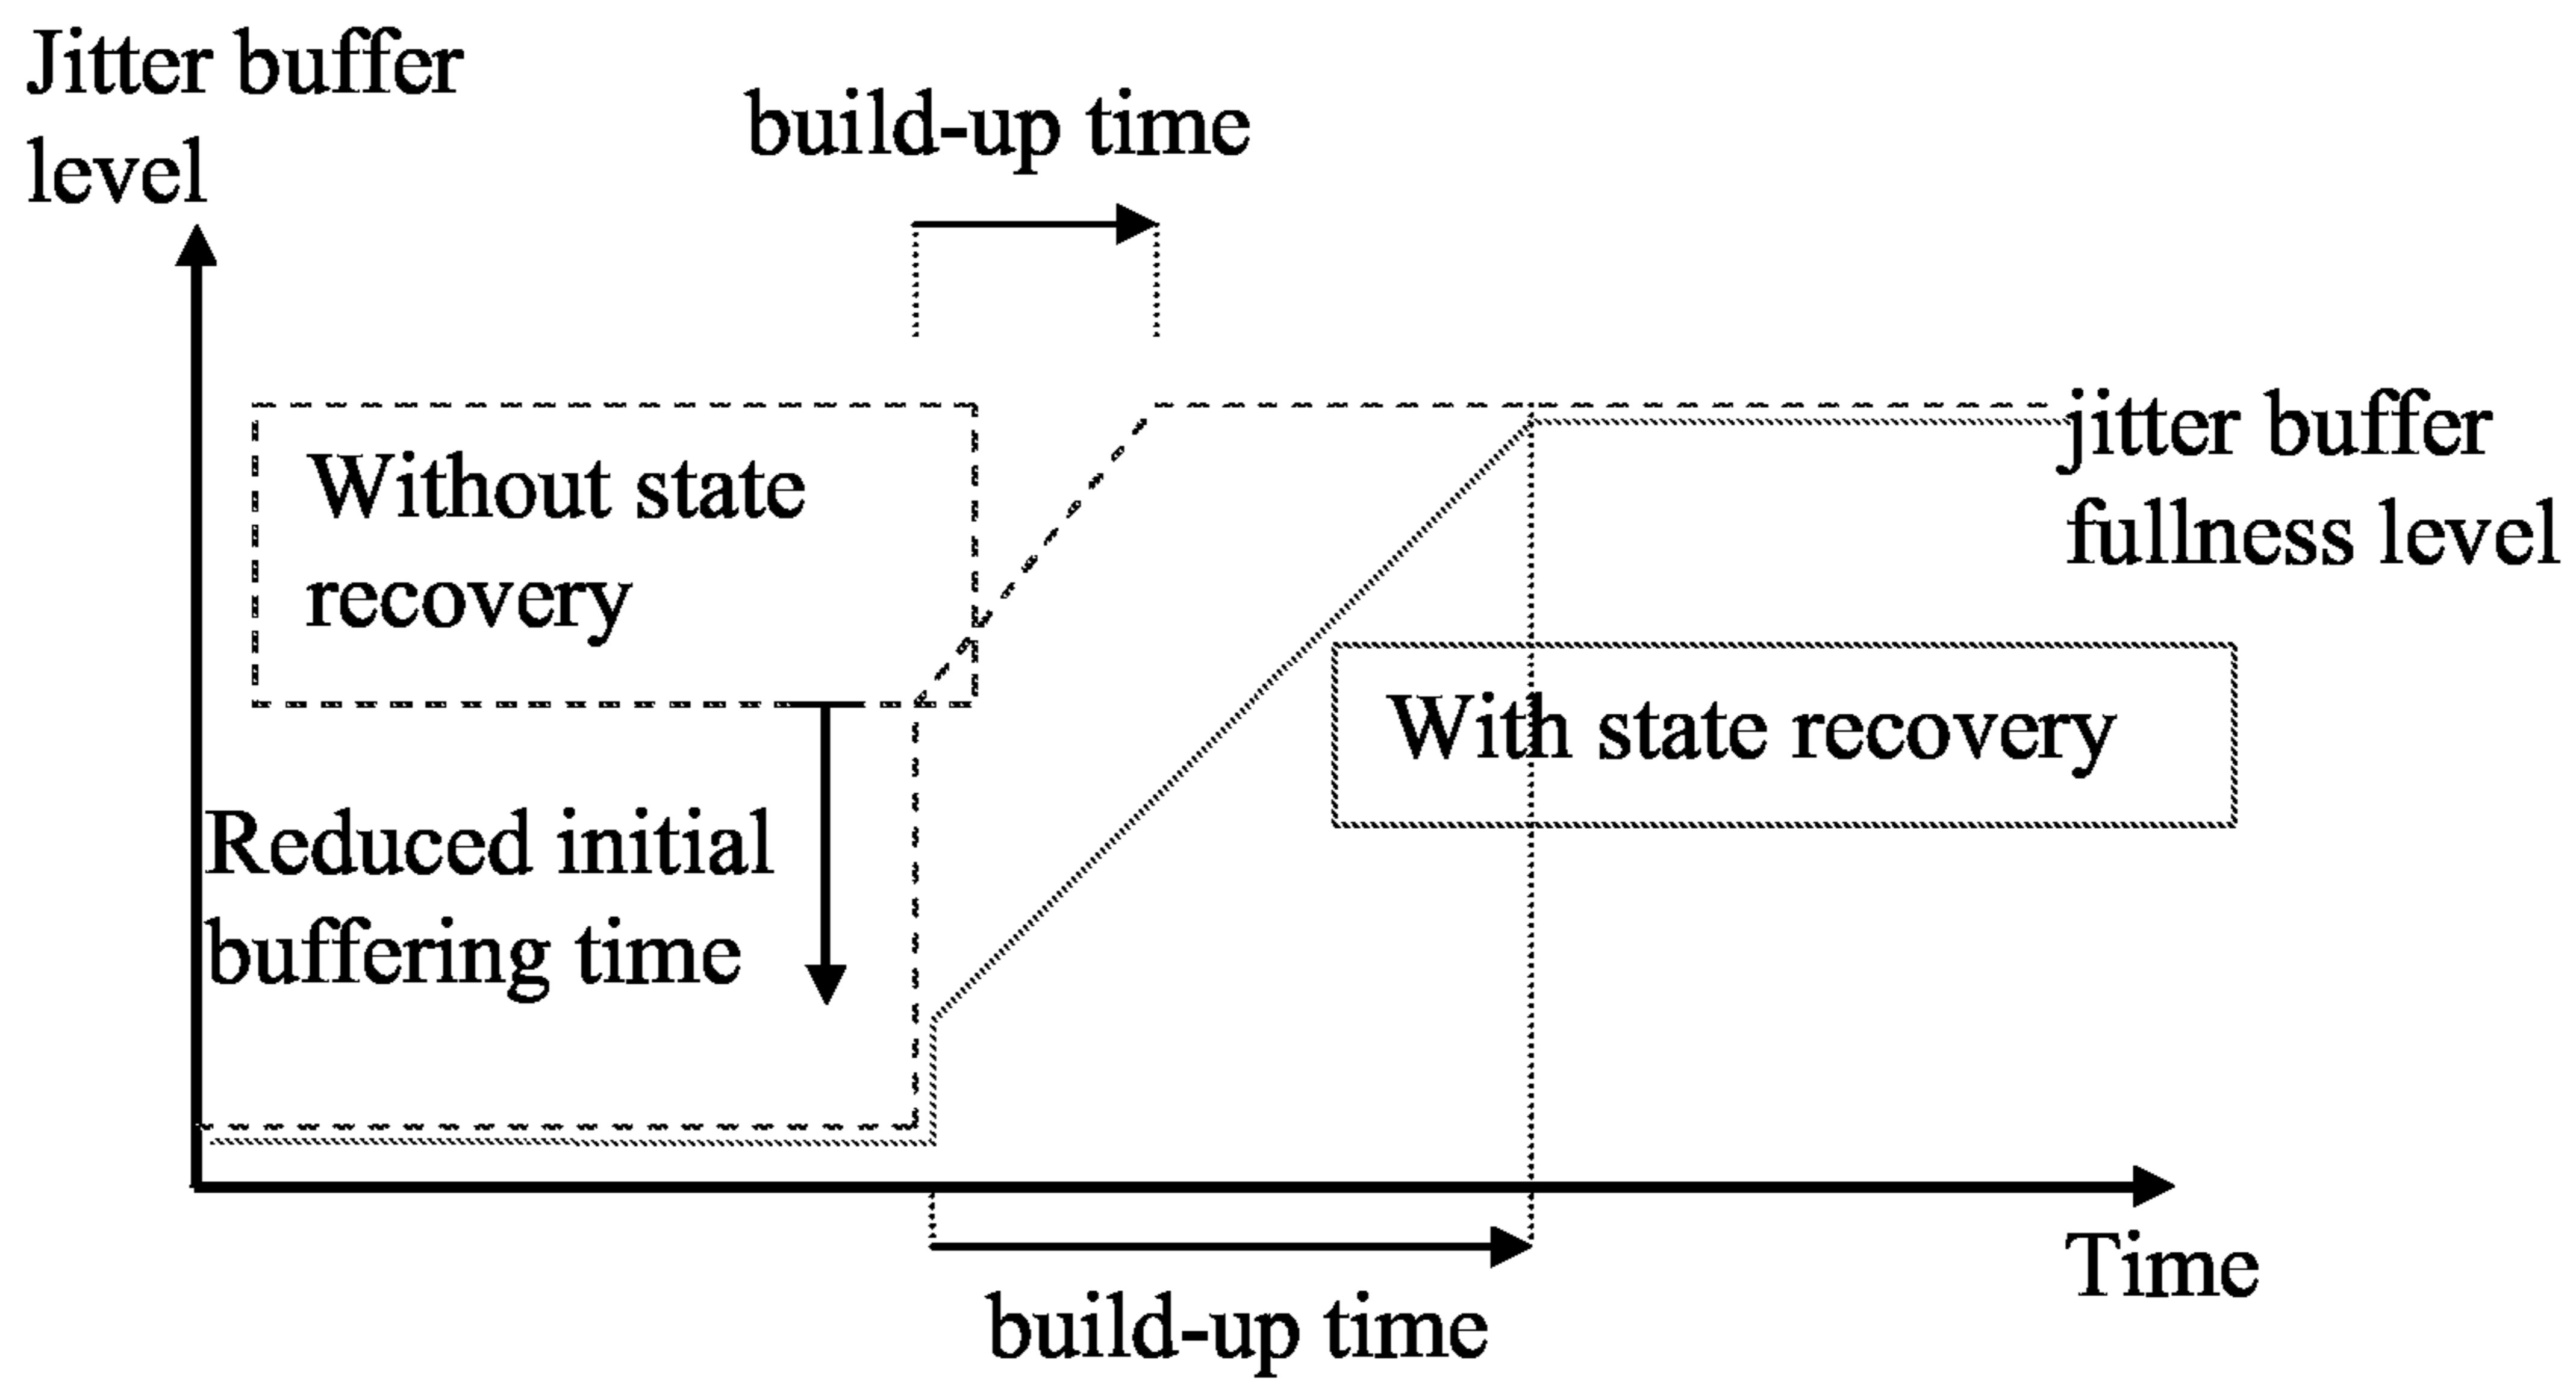 Jitter buffer
level
build-up time
Without state
recovery
jitter buffer
fullness level
With state recovery
Reduced initial
buffering time
Time
build-up time